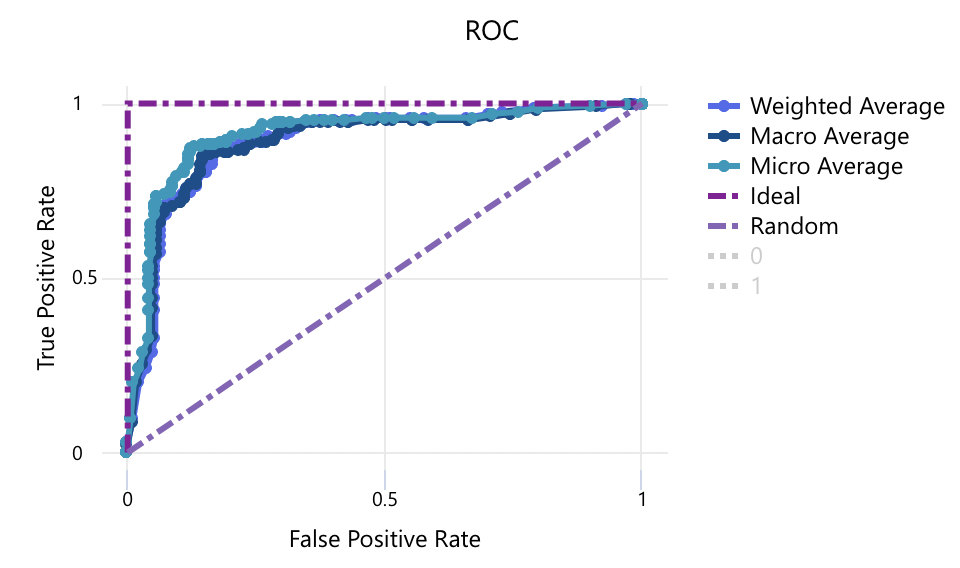 ROC
1
0.5
0
True Positive Rate
0
0.5
1
False Positive Rate
Weighted Average
Macro Average
Micro Average
Ideal
Random
0
1